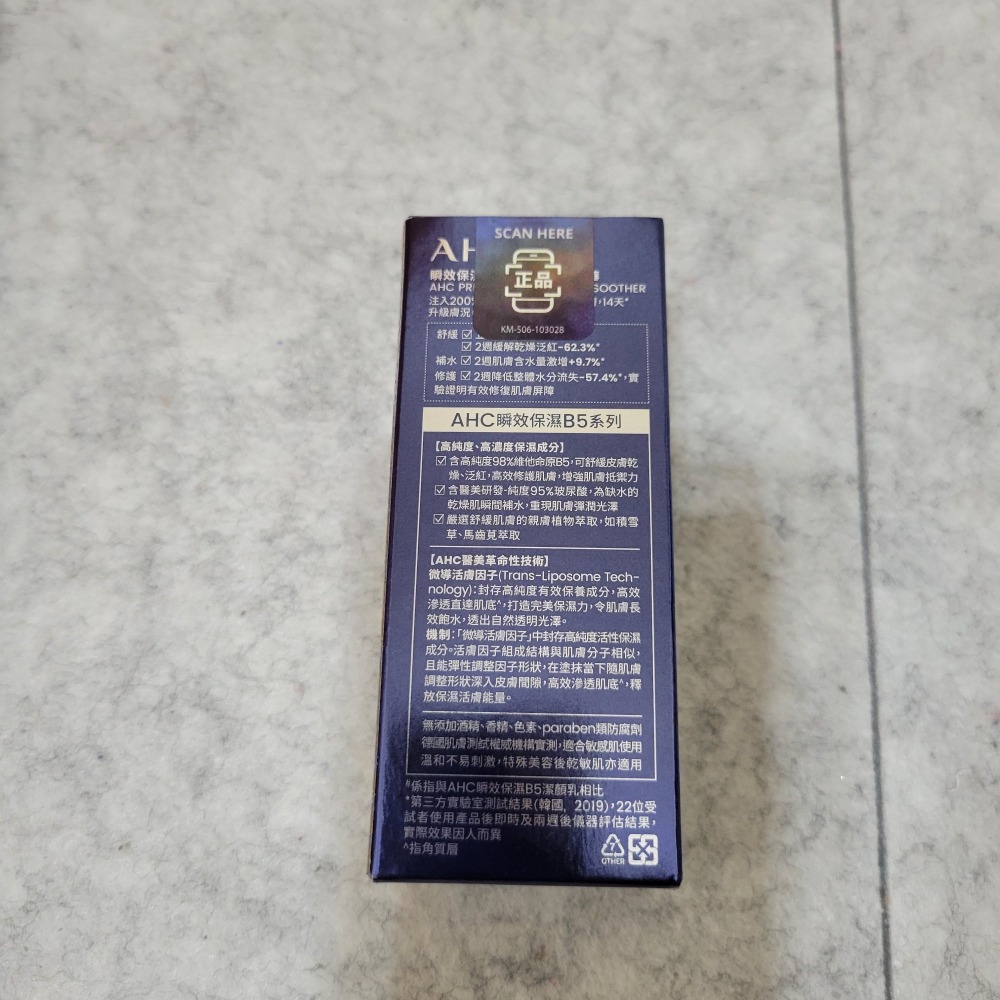 SCAN HERE
正品
KM-506-103028
AH
瞬效保濕
AHC PR SOOTHER
注入200 ,14天*
升級膚況
舒緩 ☑
☑ 2週緩解乾燥泛紅-62.3%*
補水 ☑ 2週肌膚含水量激增+9.7%*
修護 ☑ 2週降低整體水分流失-57.4%*,實
驗證明有效修復肌膚屏障
AHC瞬效保濕B5系列
【高純度、高濃度保濕成分】
☑ 含高純度98%維他命原B5,可舒緩皮膚乾
燥、泛紅,高效修護肌膚,增強肌膚抵禦力
☑ 含醫美研發-純度95%玻尿酸,為缺水的
乾燥肌瞬間補水,重現肌膚彈潤光澤
☑ 嚴選舒緩肌膚的親膚植物萃取,如積雪
草、馬齒莧萃取
【AHC醫美革命性技術】
微導活膚因子(Trans-Liposome Tech-
nology):封存高純度有效保養成分,高效
滲透直達肌底^,打造完美保濕力,令肌膚長
效飽水,透出自然透明光澤。
機制:「微導活膚因子」中封存高純度活性保濕
成分。活膚因子組成結構與肌膚分子相似,
且能彈性調整因子形狀,在塗抹當下隨肌膚
調整形狀深入皮膚間隙,高效滲透肌底^,釋
放保濕活膚能量。
無添加酒精、香精、色素、paraben類防腐劑
德國肌膚測試權威機構實測,適合敏感肌使用
溫和不易刺激,特殊美容後乾敏肌亦適用
#係指與AHC瞬效保濕B5潔顏乳相比
*第三方實驗室測試結果(韓國, 2019),22位受
試者使用產品後即時及兩週後儀器評估結果,
實際效果因人而異
^指角質層
7
OTHER